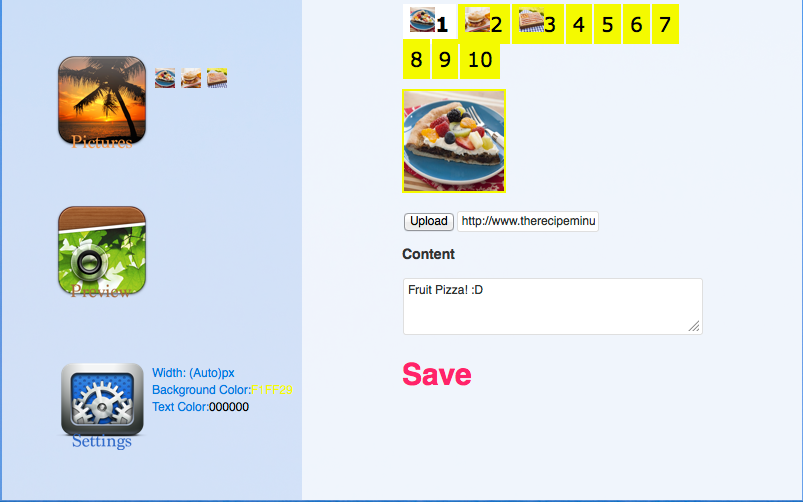 1 2 3 4 5 6 7
8 9 10
Pictures
Upload http://www.therecipeminu
Content
Fruit Pizza! :D
Preview
Save
Width: (Auto)px
Background Color:
Text Color:000000
Settings